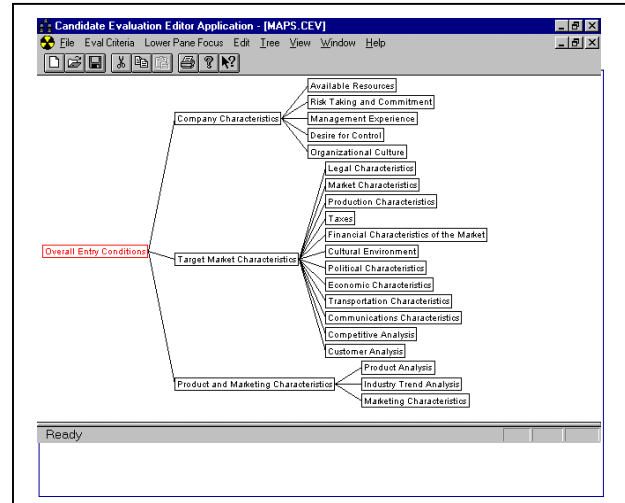 Candidate Evaluation Editor Application - [MAPS.CEV]
File Eval Criteria Lower Pane Focus Edit Tree View Window Help
Available Resources
Risk Taking and Commitment
Company Characteristics
Management Experience
Desire for Control
Organizational Culture
Legal Characteristics
Market Characteristics
Production Characteristics
Taxes
Financial Characteristics of the Market
Overall Entry Conditions
Cultural Environment
Target Market Characteristics
Political Characteristics
Economic Characteristics
Transportation Characteristics
Communications Characteristics
Competitive Analysis
Customer Analysis
Product Analysis
Product and Marketing Characteristics
Industry Trend Analysis
Marketing Characteristics
Ready